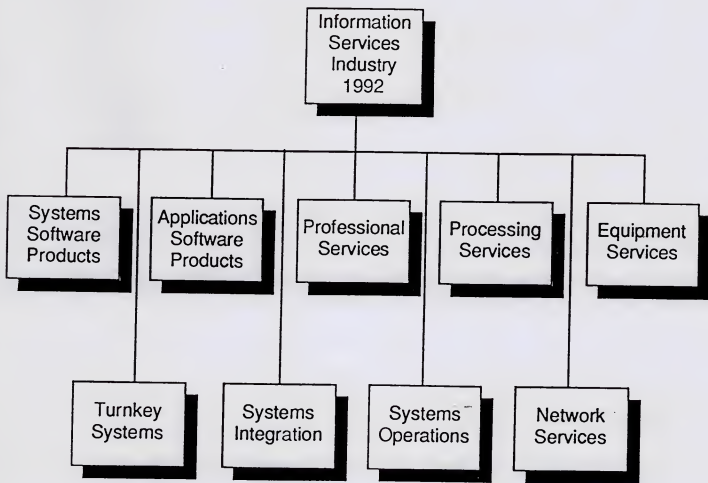 Information
Services
Industry
1992
Systems
Software
Products
Applications
Software
Products
Professional
Services
Processing
Services
Equipment
Services
Turnkey
Systems
Systems
Integration
Systems
Operations
Network
Services